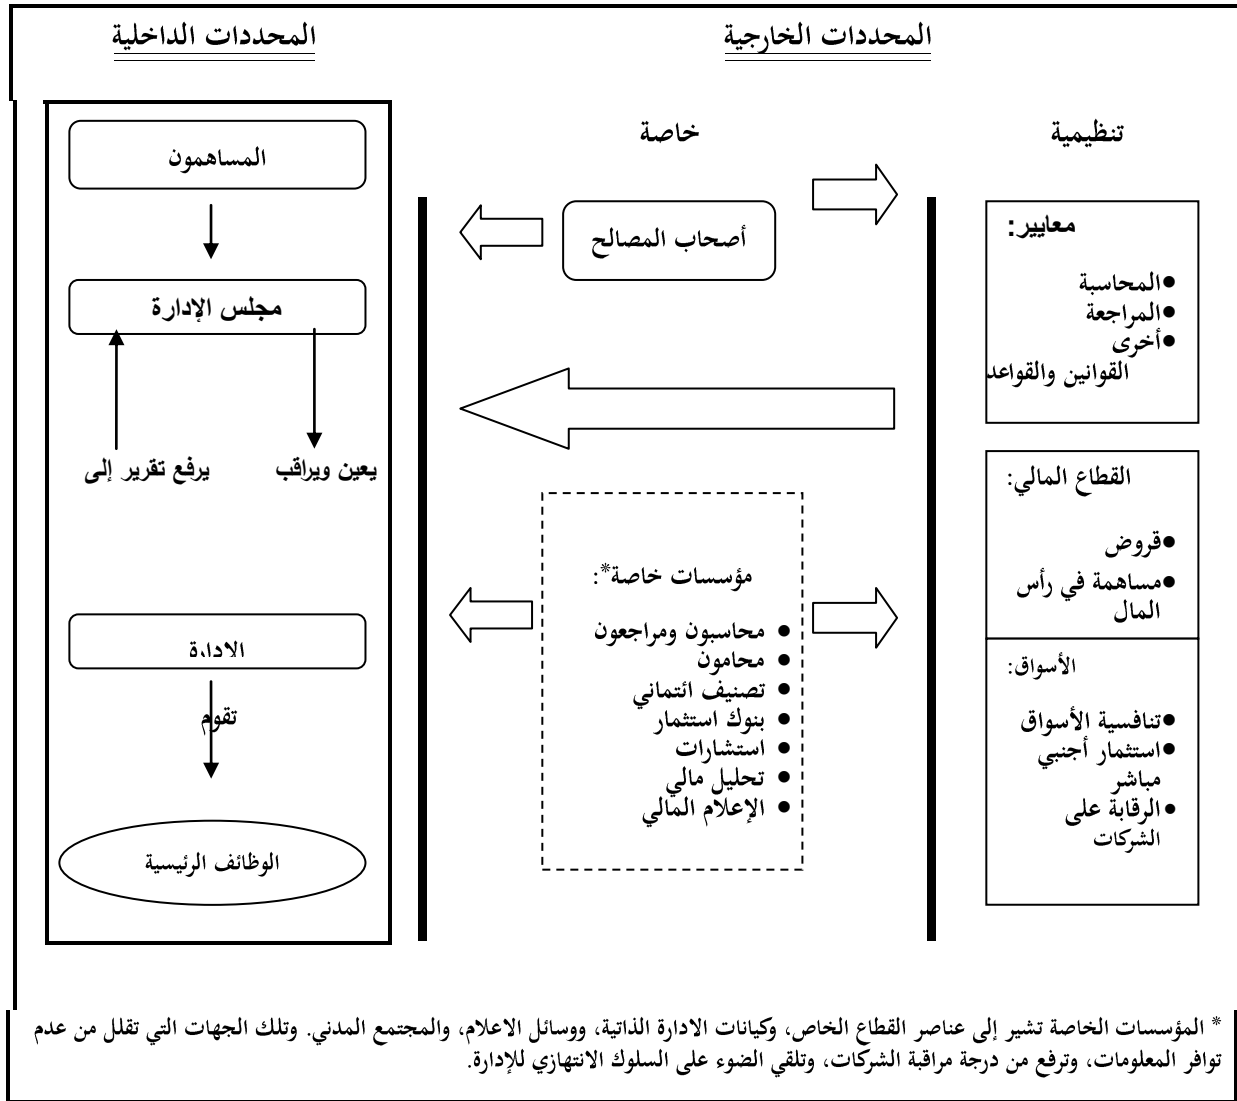 المحددات الخارجية
المحددات الداخلية
تنظيمية
معايير:
●المحاسبة
●المراجعة
●أخرى
القوانين والقواعد
القطاع المالي:
●قروض
●مساهمة في رأس
المال
الأسواق:
●تنافسية الأسواق
●استثمار أجنبي
مباشر
●الرقابة على
الشركات
خاصة
أصحاب المصالح
مؤسسات خاصة*:
● محاسبون ومراجعون
● محامون
● تصنيف ائتماني
● بنوك استثمار
● استشارات
● تحليل مالي
● الإعلام المالي
المساهمون
مجلس الإدارة
يعين ويراقب
يرفع تقرير إلى
الادارة
تقوم
الوظائف الرئيسية
* المؤسسات الخاصة تشير إلى عناصر القطاع الخاص، وكيانات الادارة الذاتية، ووسائل الاعلام، والمجتمع المدني. وتلك الجهات التي تقلل من عدم
توافر المعلومات، وترفع من درجة مراقبة الشركات، وتلقي الضوء على السلوك الانتهازي للإدارة.